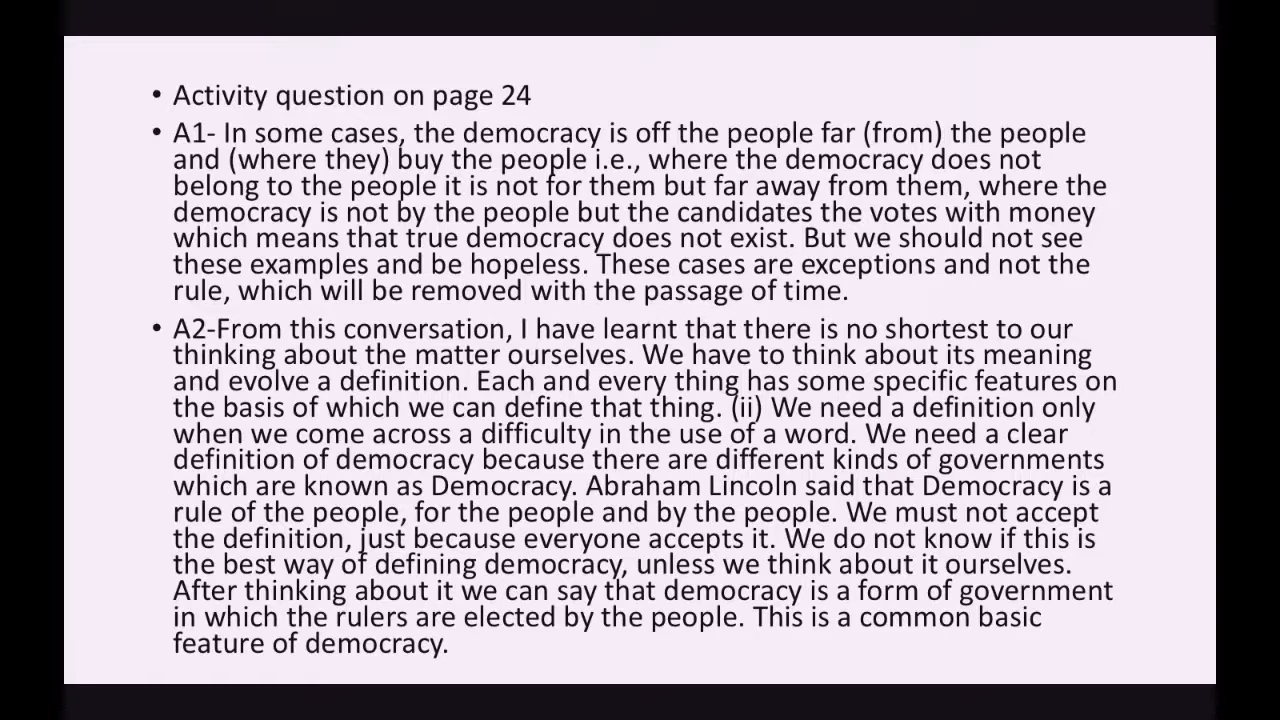 • Activity question on page 24
• A1- In some cases, the democracy is off the people far (from) the people
and (where they) buy the people i.e., where the democracy does not
belong to the people it is not for them but far away from them, where the
democracy is not by the people but the candidates the votes with money
which means that true democracy does not exist. But we should not see
these examples and be hopeless. These cases are exceptions and not the
rule, which will be removed with the passage of time.
• A2-From this conversation, I have learnt that there is no shortest to our
thinking about the matter ourselves. We have to think about its meaning
and evolve a definition. Each and every thing has some specific features on
the basis of which we can define that thing. (ii) We need a definition only
when we come across a difficulty in the use of a word. We need a clear
definition of democracy because there are different kinds of governments
which are known as Democracy. Abraham Lincoln said that Democracy is a
rule of the people, for the people and by the people. We must not accept
the definition, just because everyone accepts it. We do not know if this is
the best way of defining democracy, unless we think about it ourselves.
After thinking about it we can say that democracy is a form of government
in which the rulers are elected by the people. This is a common basic
feature of democracy.